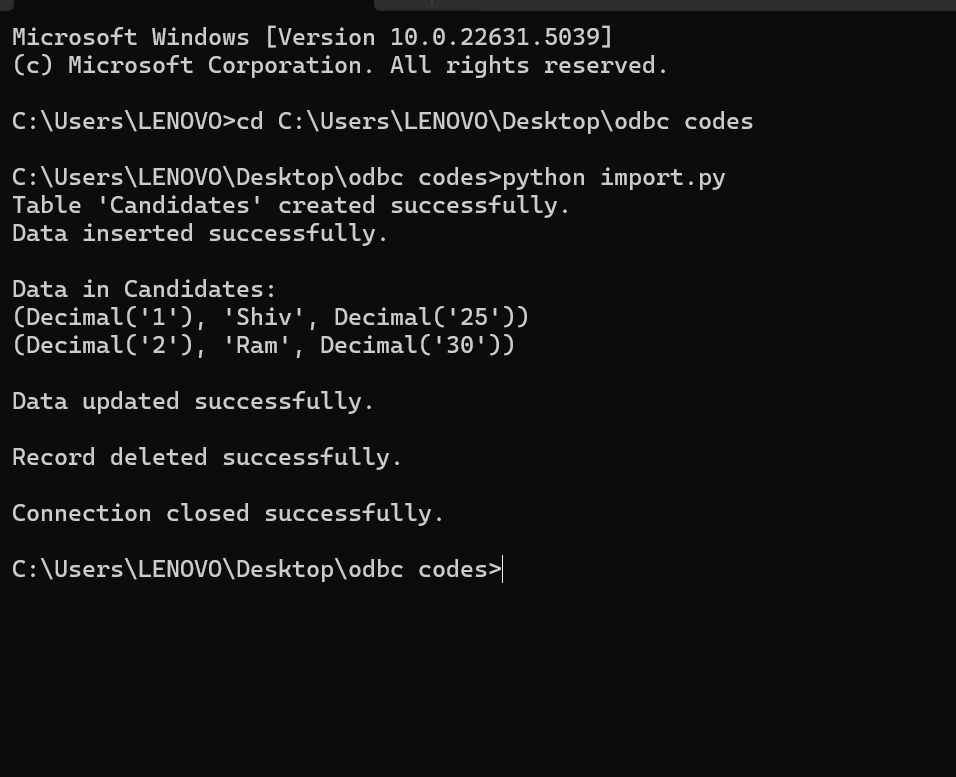 Microsoft Windows [Version 10.0.22631.5039]
(c) Microsoft Corporation. All rights reserved.
C:\Users\LENOVO>cd C:\Users\LENOVO\Desktop\odbc codes
C:\Users\LENOVO\Desktop\odbc codes>python import.py
Table 'Candidates' created successfully.
Data inserted successfully.
Data in Candidates:
(Decimal('1'), 'Shiv', Decimal('25'))
(Decimal('2'), 'Ram', Decimal('30'))
Data updated successfully.
Record deleted successfully.
Connection closed successfully.
C:\Users\LENOVO\Desktop\odbc codes>